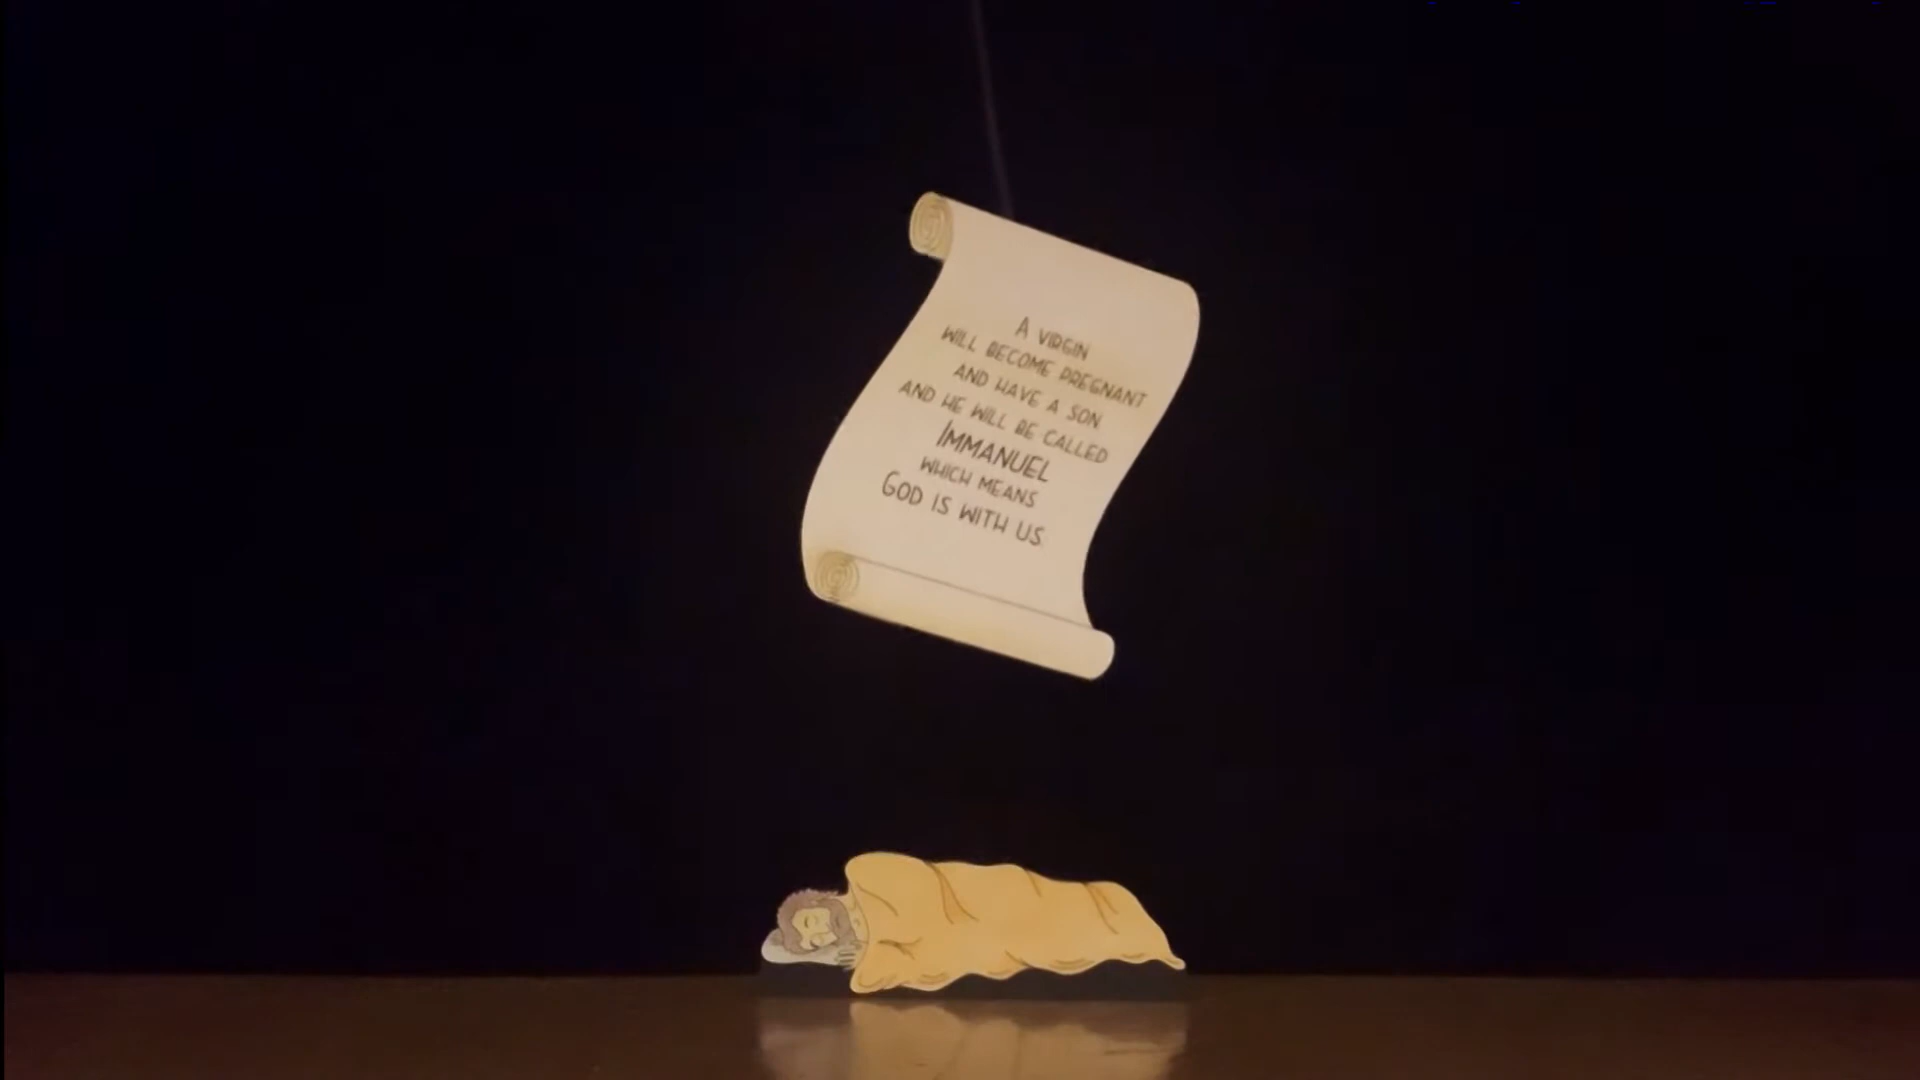 A VIRGIN
WILL BECOME PREGNANT
AND HAVE A SON
AND HE WILL BE CALLED
IMMANUEL
WHICH MEANS
GOD IS WITH US.